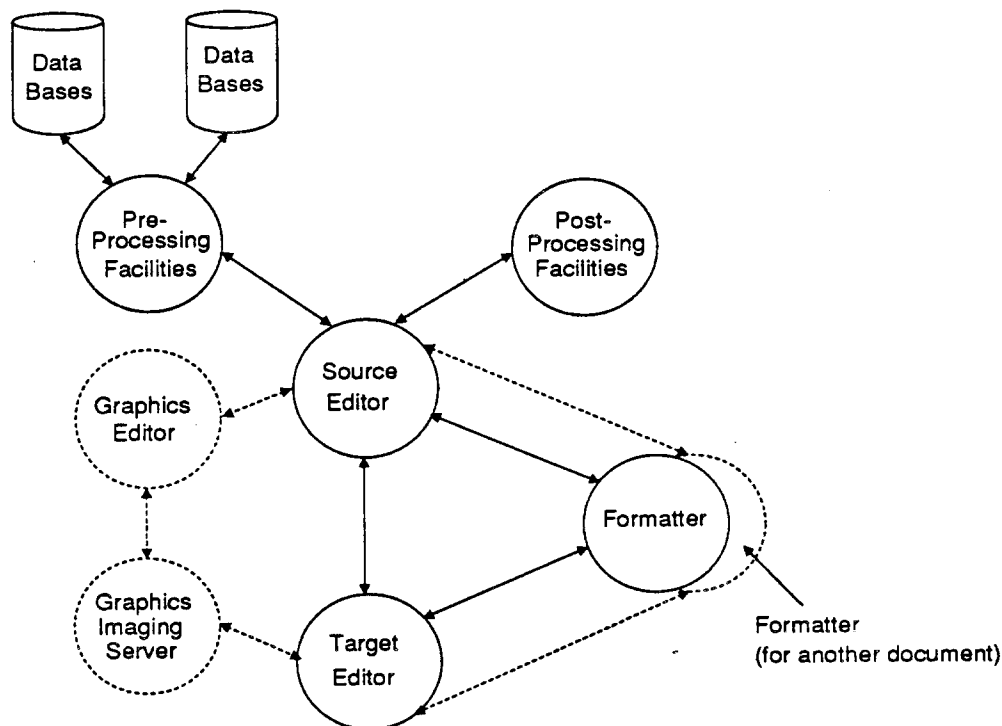 Data
Bases
Data
Bases
Pre-
Processing
Facilities
Post-
Processing
Facilities
Source
Editor
Graphics
Editor
Formatter
Graphics
Imaging
Server
Target
Editor
Formatter
(for another document)